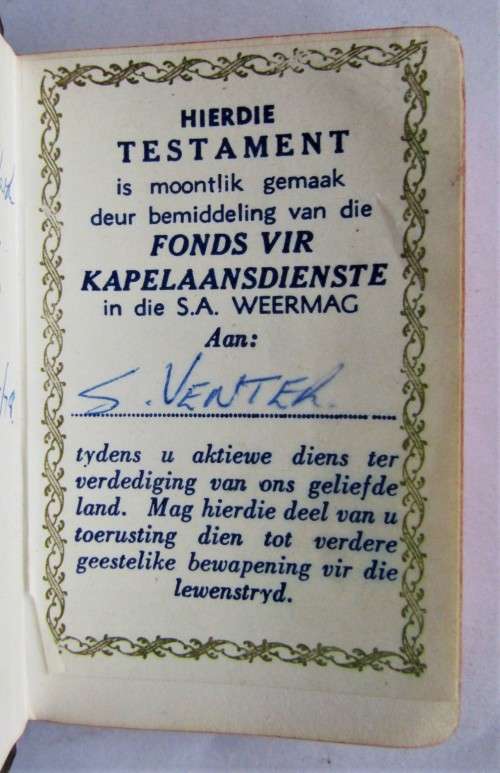 HIERDIE
TESTAMENT
is moontlik gemaak
deur bemiddeling van die
FONDS VIR
KAPELAANSDIENSTE
in die S.A. WEERMAG
Aan:
S. VENTER
tydens u aktiewe diens ter
verdediging van ons geliefde
land. Mag hierdie deel van u
toerusting dien tot verdere
geestelike bewapening vir die
lewenstryd.